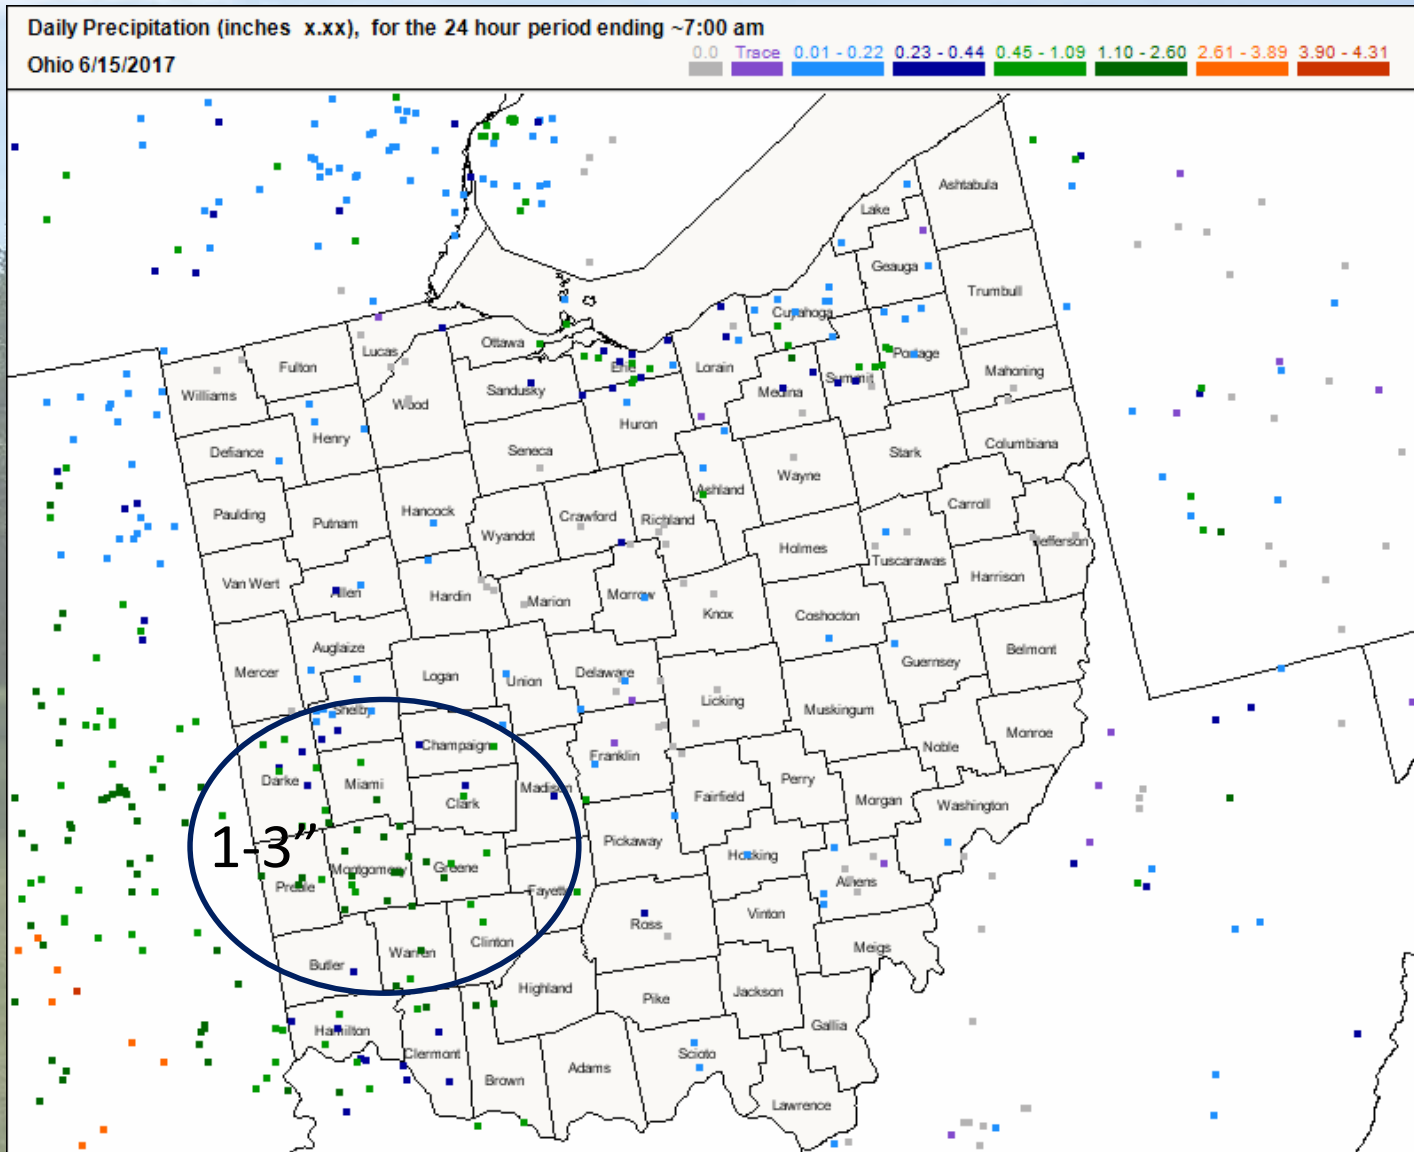 Daily Precipitation (inches x.xx), for the 24 hour period ending ~7:00 am
Ohio 6/15/2017
0.0 Trace 0.01 - 0.22 0.23 - 0.44 0.45 - 1.09 1.10 - 2.60 2.61 - 3.89 3.90 - 4.31
Ashtabula
Lake
Geauga
Trumbull
Cuyahoga
Ottawa
Lucas
Fulton
Williams
Erie
Lorain
Portage
Mahoning
Sandusky
Medina
Summit
Wood
Henry
Huron
Defiance
Seneca
Stark
Columbiana
Wayne
Ashland
Carroll
Paulding
Putnam
Hancock
Crawford
Richland
Wyandot
Holmes
Jefferson
Tuscarawas
Harrison
Van Wert
Allen
Hardin
Marion
Morrow
Knox
Coshocton
Auglaize
Mercer
Logan
Union
Delaware
Guernsey
Belmont
Licking
Muskingum
Shelby
Champaign
Franklin
Noble
Monroe
Darke
Miami
Clark
Madison
Perry
Fairfield
Morgan
Washington
1-3”
Pickaway
Hocking
Montgomery
Greene
Preble
Fayette
Athens
Ross
Vinton
Clinton
Warren
Butler
Meigs
Highland
Pike
Jackson
Hamilton
Gallia
Clermont
Scioto
Brown
Adams
Lawrence